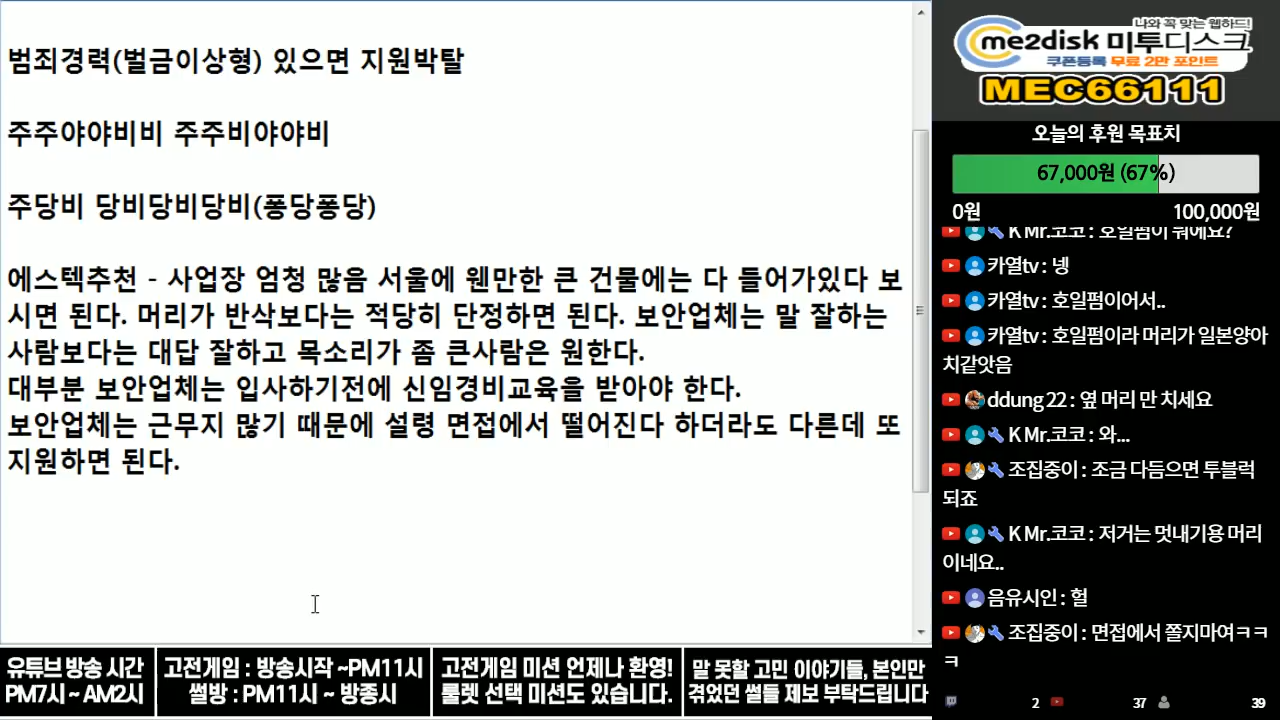 범죄경력(벌금이상형) 있으면 지원박탈
주주야야비비 주주비야야비
주당비 당비당비당비(퐁당퐁당)
에스텍추천 - 사업장 엄청 많음 서울에 웬만한 큰 건물에는 다 들어가있다 보
시면 된다. 머리가 반삭보다는 적당히 단정하면 된다. 보안업체는 말 잘하는
사람보다는 대답 잘하고 목소리가 좀 큰사람은 원한다.
대부분 보안업체는 입사하기전에 신임경비교육을 받아야 한다.
보안업체는 근무지 많기 때문에 설령 면접에서 떨어진다 하더라도 다른데 또
지원하면 된다.
나와 꼭 맞는 웹하드!
me2disk 미투디스크
쿠폰등록 무료 2만 포인트
MEC66111
오늘의 후원 목표치
67,000원 (67%)
0원 100,000원
K Mr.코코 : 호일펌이 뭐에요?
카열tv : 넹
카열tv : 호일펌이어서..
카열tv : 호일펌이라 머리가 일본양아
치같앗음
ddung22 : 옆 머리 만 치세요
K Mr.코코 : 와...
조집중이 : 조금 다듬으면 투블럭
되죠
K Mr.코코 : 저거는 멋내기용 머리
이네요..
음유시인 : 헐
조집중이 : 면접에서 쫄지마여ㅋㅋ
ㅋ
2 37 39
유튜브 방송 시간
PM7시 ~ AM2시
고전게임 : 방송시작 ~PM11시
썰방 : PM11시 ~ 방종시
고전게임 미션 언제나 환영!
룰렛 선택 미션도 있습니다.
말 못할 고민 이야기들, 본인만
겪었던 썰들 제보 부탁드립니다